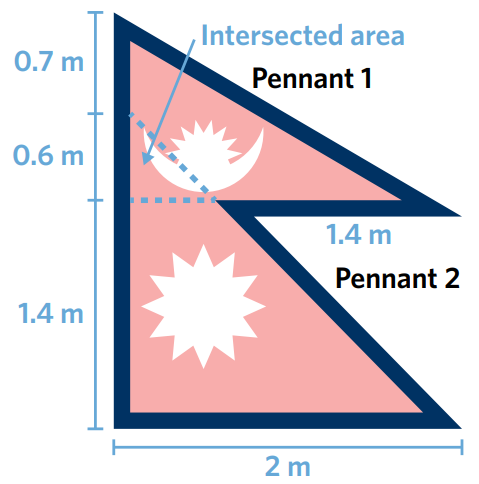 Intersected area
0.7 m
Pennant 1
0.6 m
1.4 m
Pennant 2
1.4 m
2 m